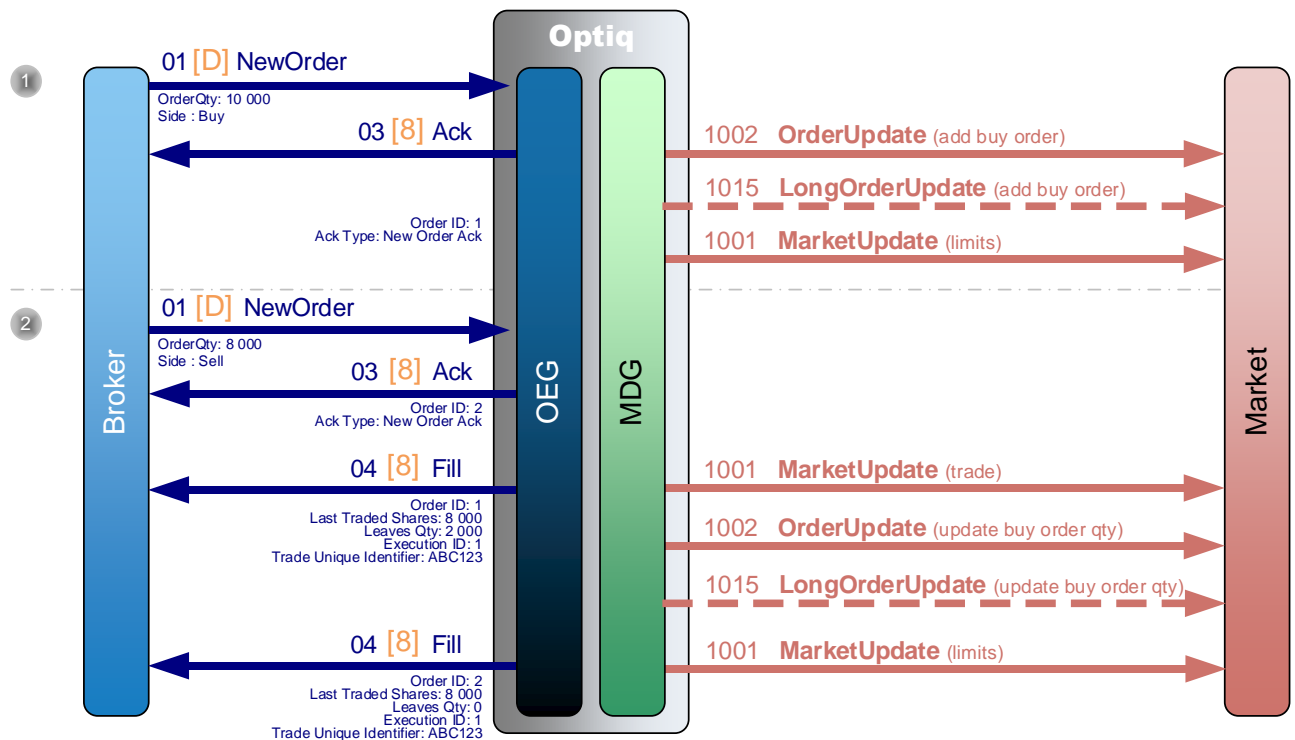 Optiq
1
01 [D] NewOrder
OrderQty: 10 000
Side : Buy
03 [8] Ack
1002 OrderUpdate (add buy order)
1015 LongOrderUpdate (add buy order)
Order ID: 1
Ack Type: New Order Ack
1001 MarketUpdate (limits)
2
01 [D] NewOrder
OrderQty: 8 000
Side : Sell
Broker
OEG
MDG
Market
03 [8] Ack
Order ID: 2
Ack Type: New Order Ack
04 [8] Fill
1001 MarketUpdate (trade)
Order ID: 1
Last Traded Shares: 8 000
Leaves Qty: 2 000
Execution ID: 1
Trade Unique Identifier: ABC123
1002 OrderUpdate (update buy order qty)
1015 LongOrderUpdate (update buy order qty)
04 [8] Fill
1001 MarketUpdate (limits)
Order ID: 2
Last Traded Shares: 8 000
Leaves Qty: 0
Execution ID: 1
Trade Unique Identifier: ABC123